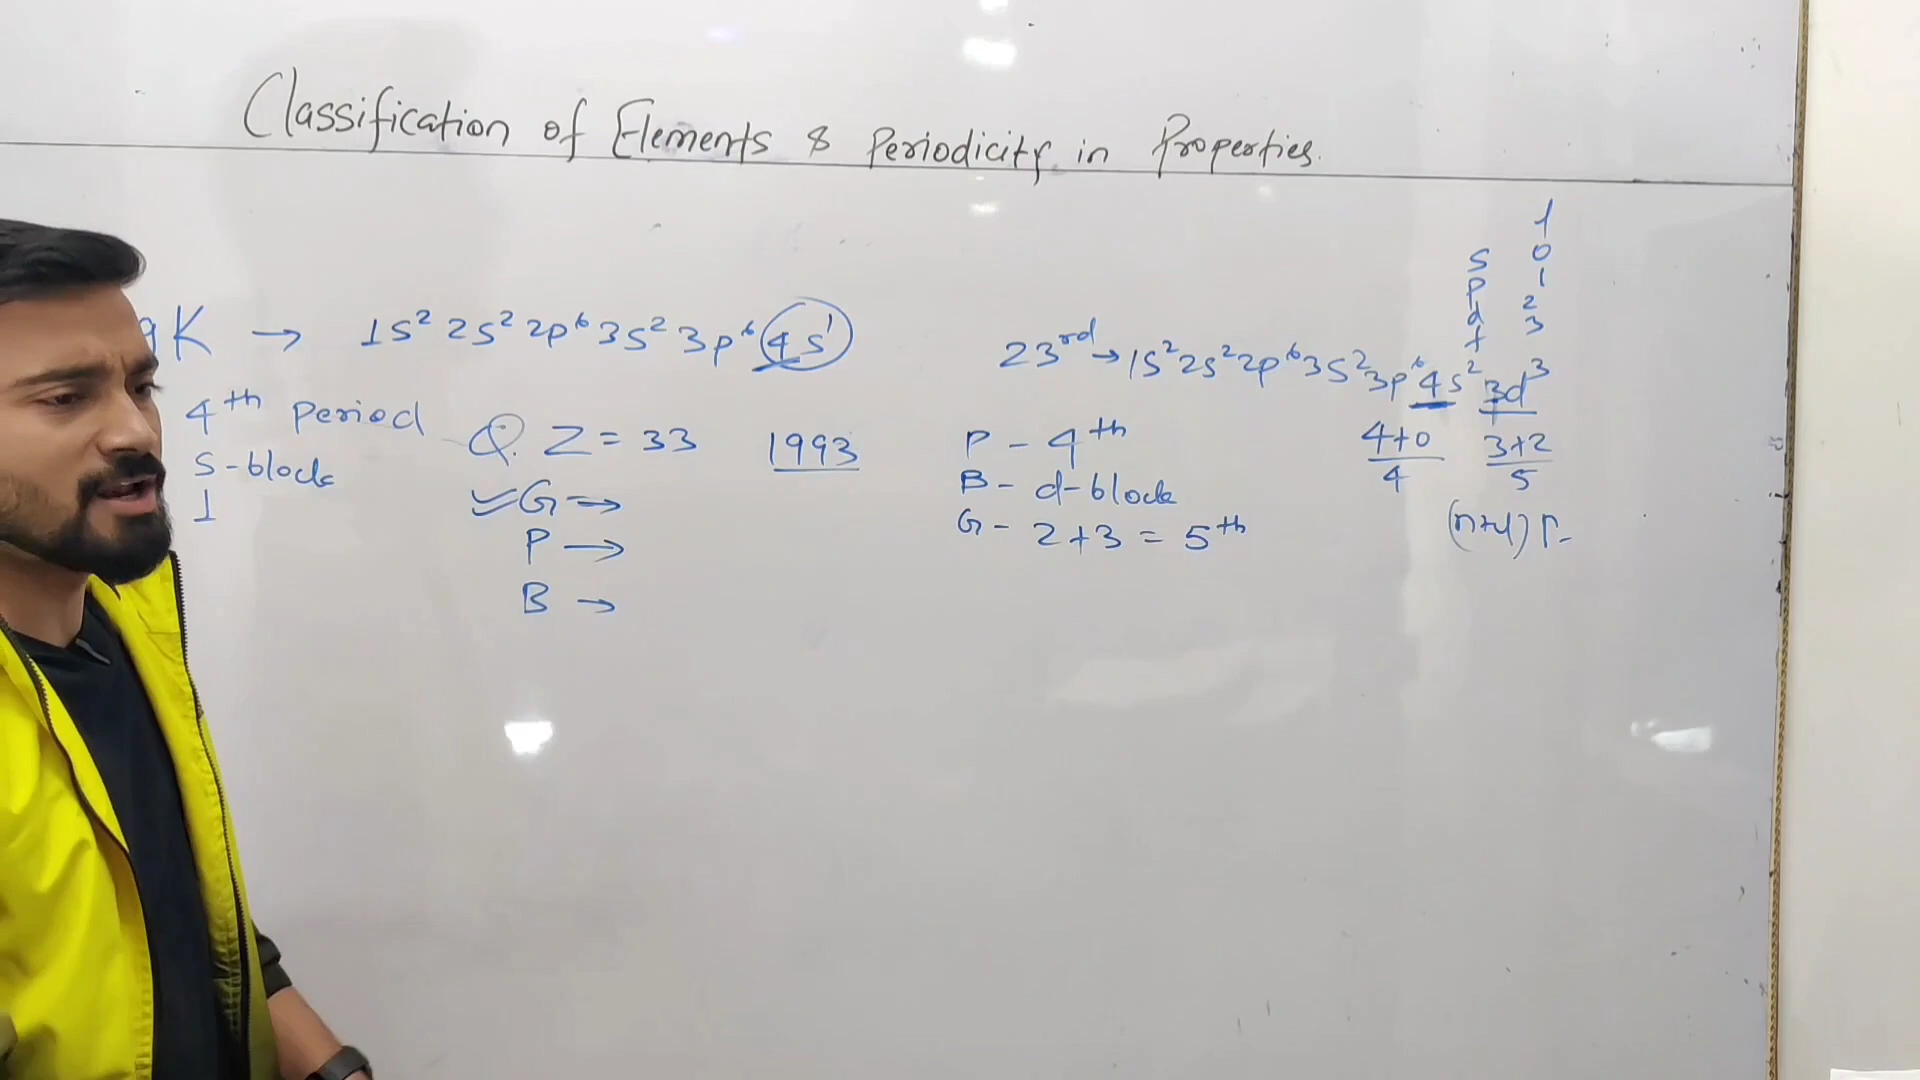 Classification of Elements & Periodicity in Properties.
9K → 1s² 2s² 2p⁶ 3s² 3p⁶ 4s¹
4th Period
s-block
1
Q. Z = 33 1993
G →
P →
B →
l
s 0
p 1
d 2
f 3
23rd → 1s² 2s² 2p⁶ 3s² 3p⁶ 4s² 3d³
P - 4th
B - d-block
G - 2+3 = 5th
4+0 3+2
4 5
(n+l)